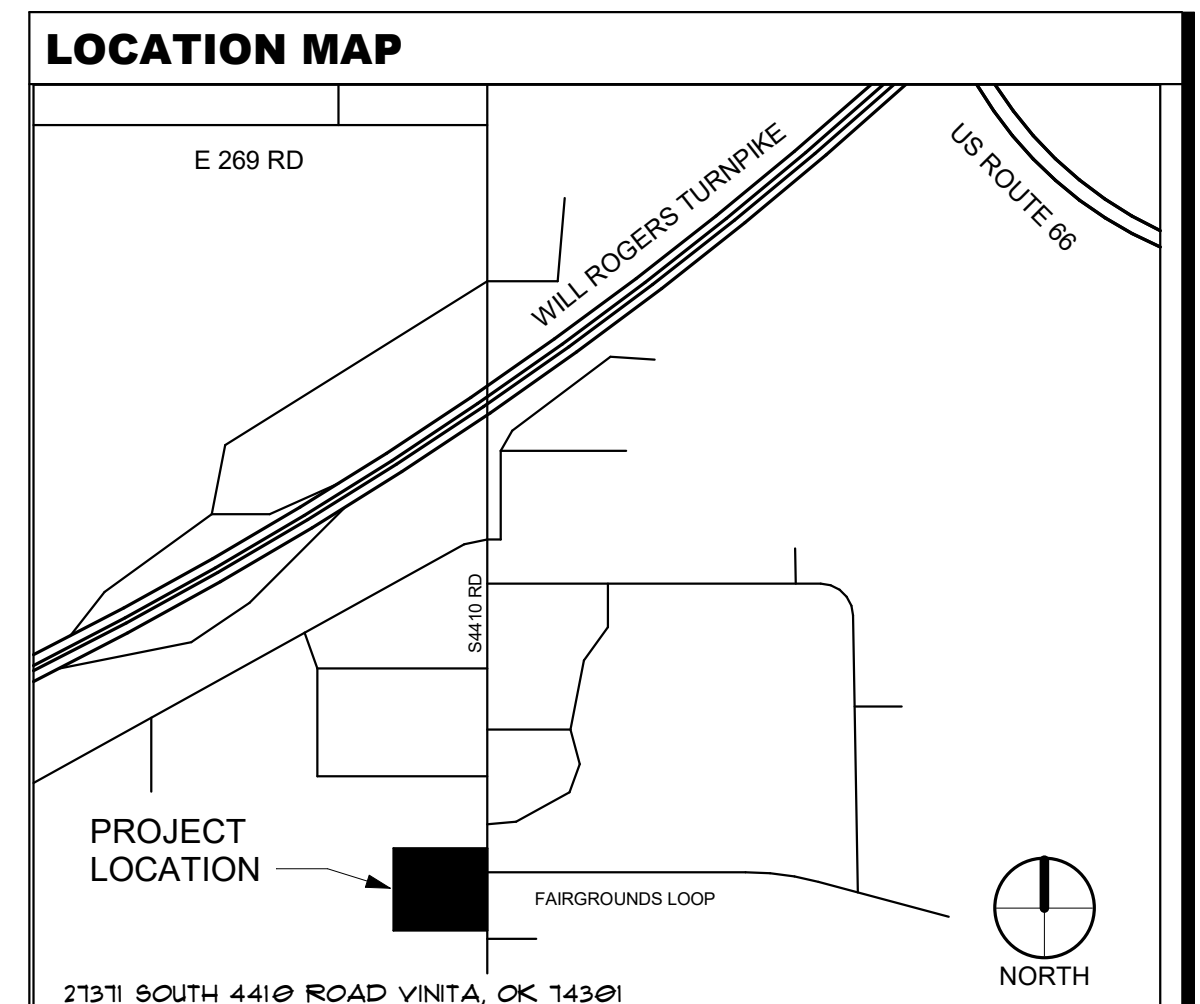 LOCATION MAP
E 269 RD
WILL ROGERS TURNPIKE
US ROUTE 66
S4410 RD
PROJECT
LOCATION
FAIRGROUNDS LOOP
NORTH
27371 SOUTH 4410 ROAD VINITA, OK 74301